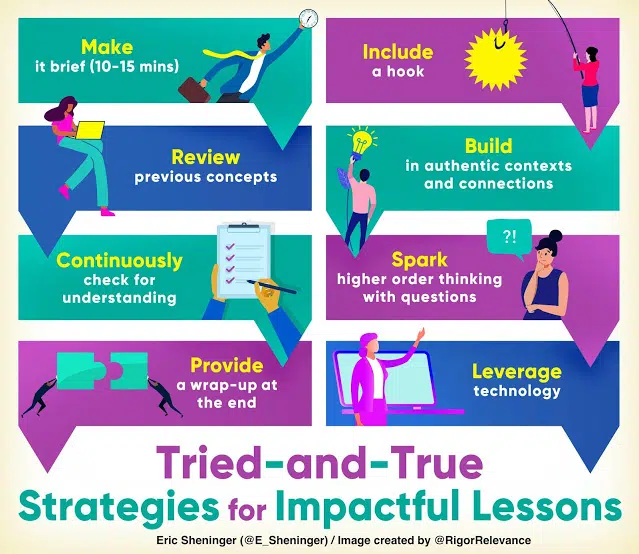 Make
it brief (10-15 mins)
Include
a hook
Review
previous concepts
Build
in authentic contexts
and connections
Continuously
check for
understanding
Spark
higher order thinking
with questions
?!
Provide
a wrap-up at
the end
Leverage
technology
Tried-and-True
Strategies for Impactful Lessons
Eric Sheninger (@E_Sheninger) / Image created by @RigorRelevance